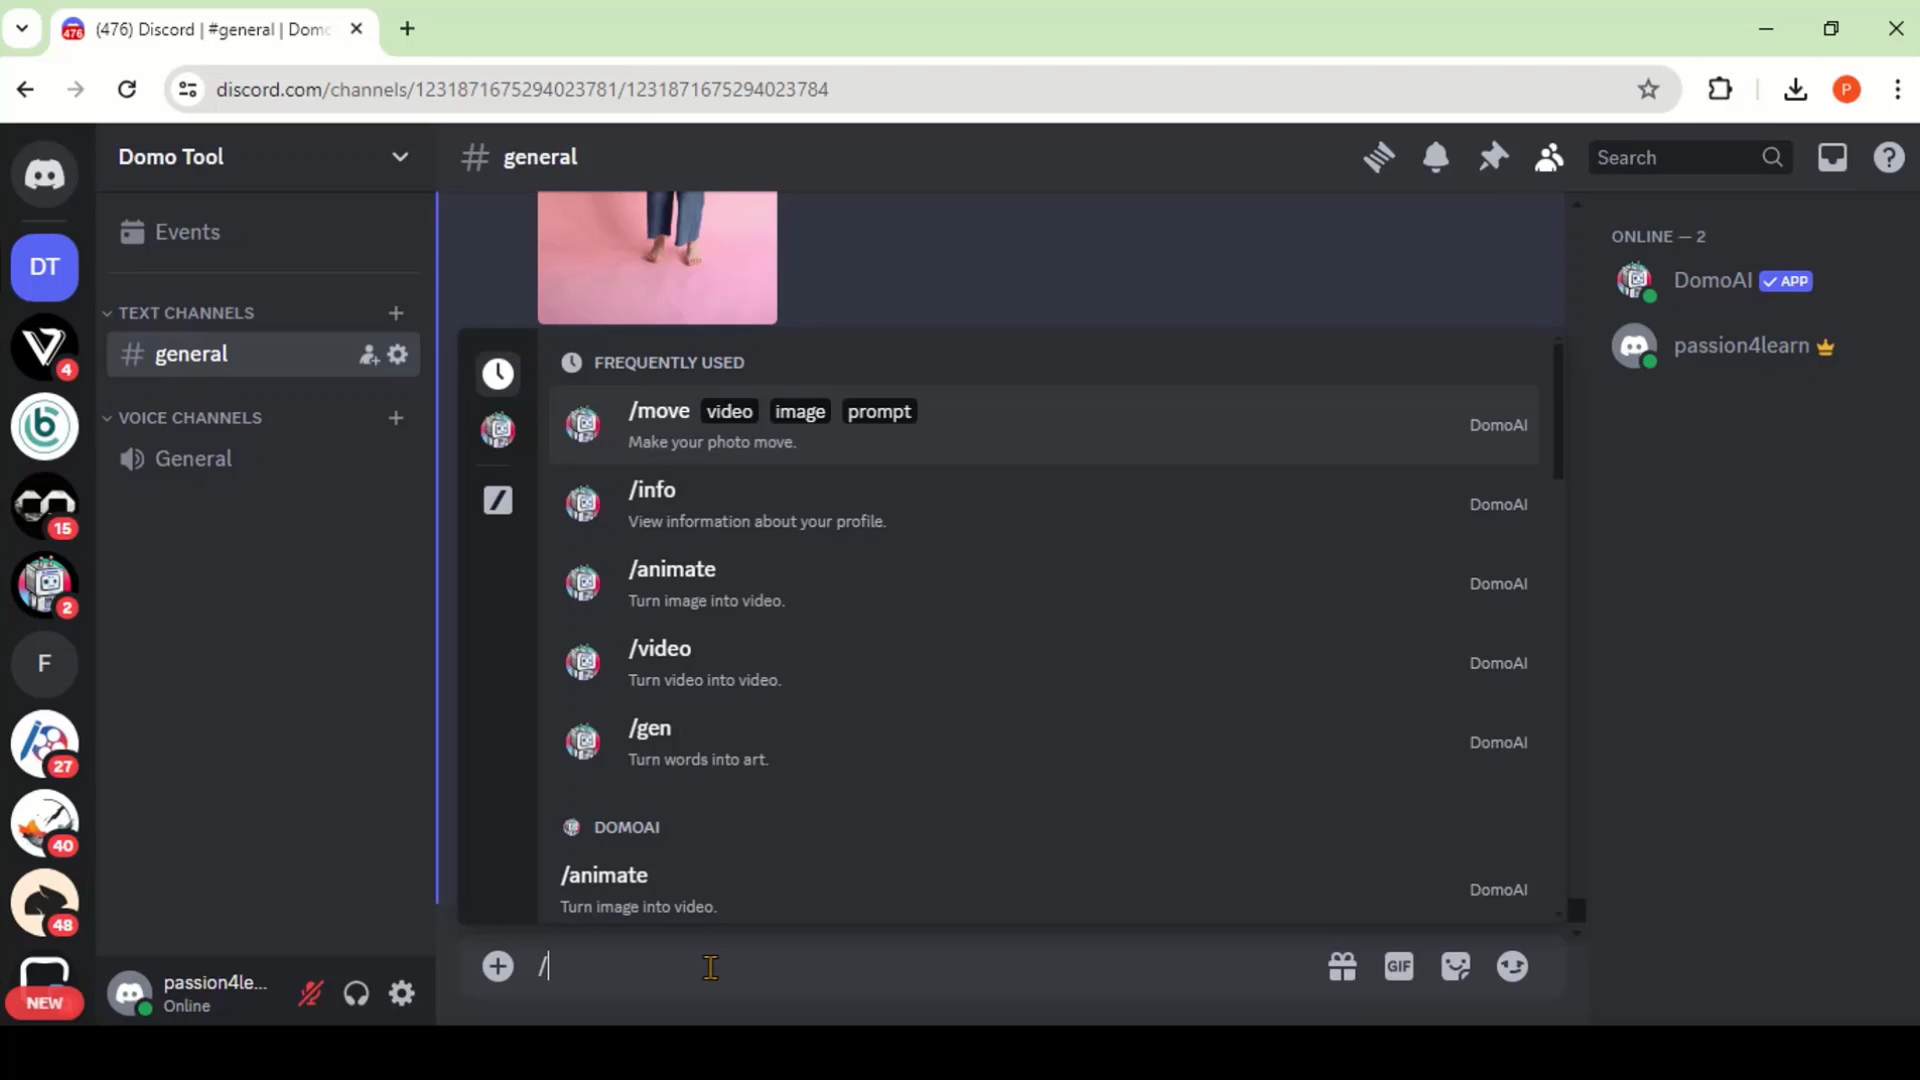 (476) Discord | #general | Domo
discord.com/channels/1231871675294023781/1231871675294023784
P
Domo Tool
general
Search
Events
DT
TEXT CHANNELS
general
VOICE CHANNELS
General
4
15
2
F
27
40
48
NEW
passion4le...
Online
FREQUENTLY USED
/move video image prompt
Make your photo move.
DomoAI
/info
View information about your profile.
DomoAI
/animate
Turn image into video.
DomoAI
/video
Turn video into video.
DomoAI
/gen
Turn words into art.
DomoAI
DOMOAI
/animate
Turn image into video.
DomoAI
/
GIF
ONLINE — 2
DomoAI APP
passion4learn